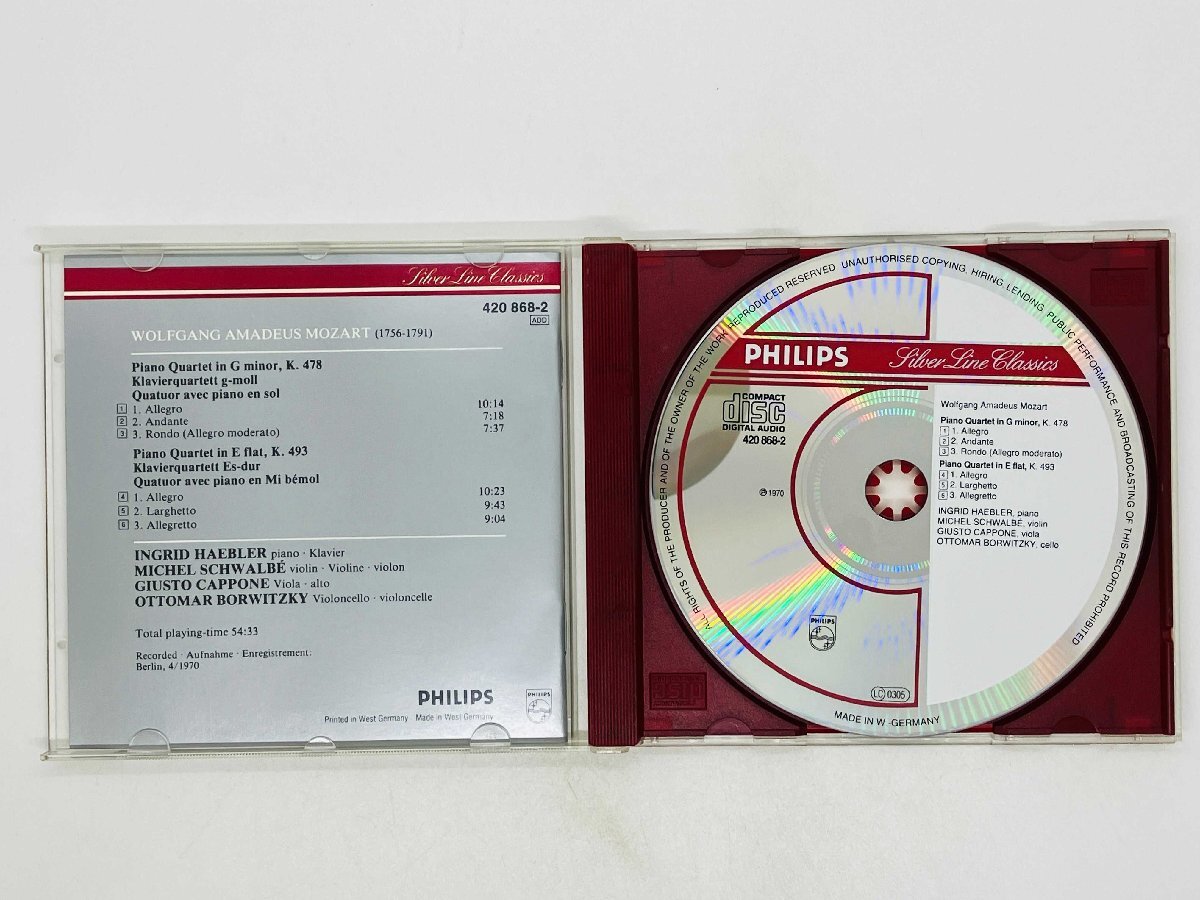 Silver Line Classics
420 868-2
ADD
WOLFGANG AMADEUS MOZART (1756-1791)
Piano Quartet in G minor, K. 478
Klavierquartett g-moll
Quatuor avec piano en sol
1 1. Allegro 10:14
2 2. Andante 7:18
3 3. Rondo (Allegro moderato) 7:37
Piano Quartet in E flat, K. 493
Klavierquartett Es-dur
Quatuor avec piano en Mi bémol
4 1. Allegro 10:23
5 2. Larghetto 9:43
6 3. Allegretto 9:04
INGRID HAEBLER piano · Klavier
MICHEL SCHWALBÉ violin · Violine · violon
GIUSTO CAPPONE Viola · alto
OTTOMAR BORWITZKY Violoncello · violoncelle
Total playing-time 54:33
Recorded · Aufnahme · Enregistrement:
Berlin, 4/1970
PHILIPS
PHILIPS
Printed in West Germany Made in West Germany
ALL RIGHTS OF THE PRODUCER AND OF THE OWNER OF THE WORK REPRODUCED RESERVED UNAUTHORISED COPYING, HIRING, LENDING, PUBLIC PERFORMANCE AND BROADCASTING OF THIS RECORD PROHIBITED
PHILIPS Silver Line Classics
COMPACT
disc
DIGITAL AUDIO
420 868-2
℗ 1970
Wolfgang Amadeus Mozart
Piano Quartet in G minor, K. 478
1 1. Allegro
2 2. Andante
3 3. Rondo (Allegro moderato)
Piano Quartet in E flat, K. 493
4 1. Allegro
5 2. Larghetto
6 3. Allegretto
INGRID HAEBLER, piano
MICHEL SCHWALBÉ, violin
GIUSTO CAPPONE, viola
OTTOMAR BORWITZKY, cello
PHILIPS
LC 0305
MADE IN W.-GERMANY